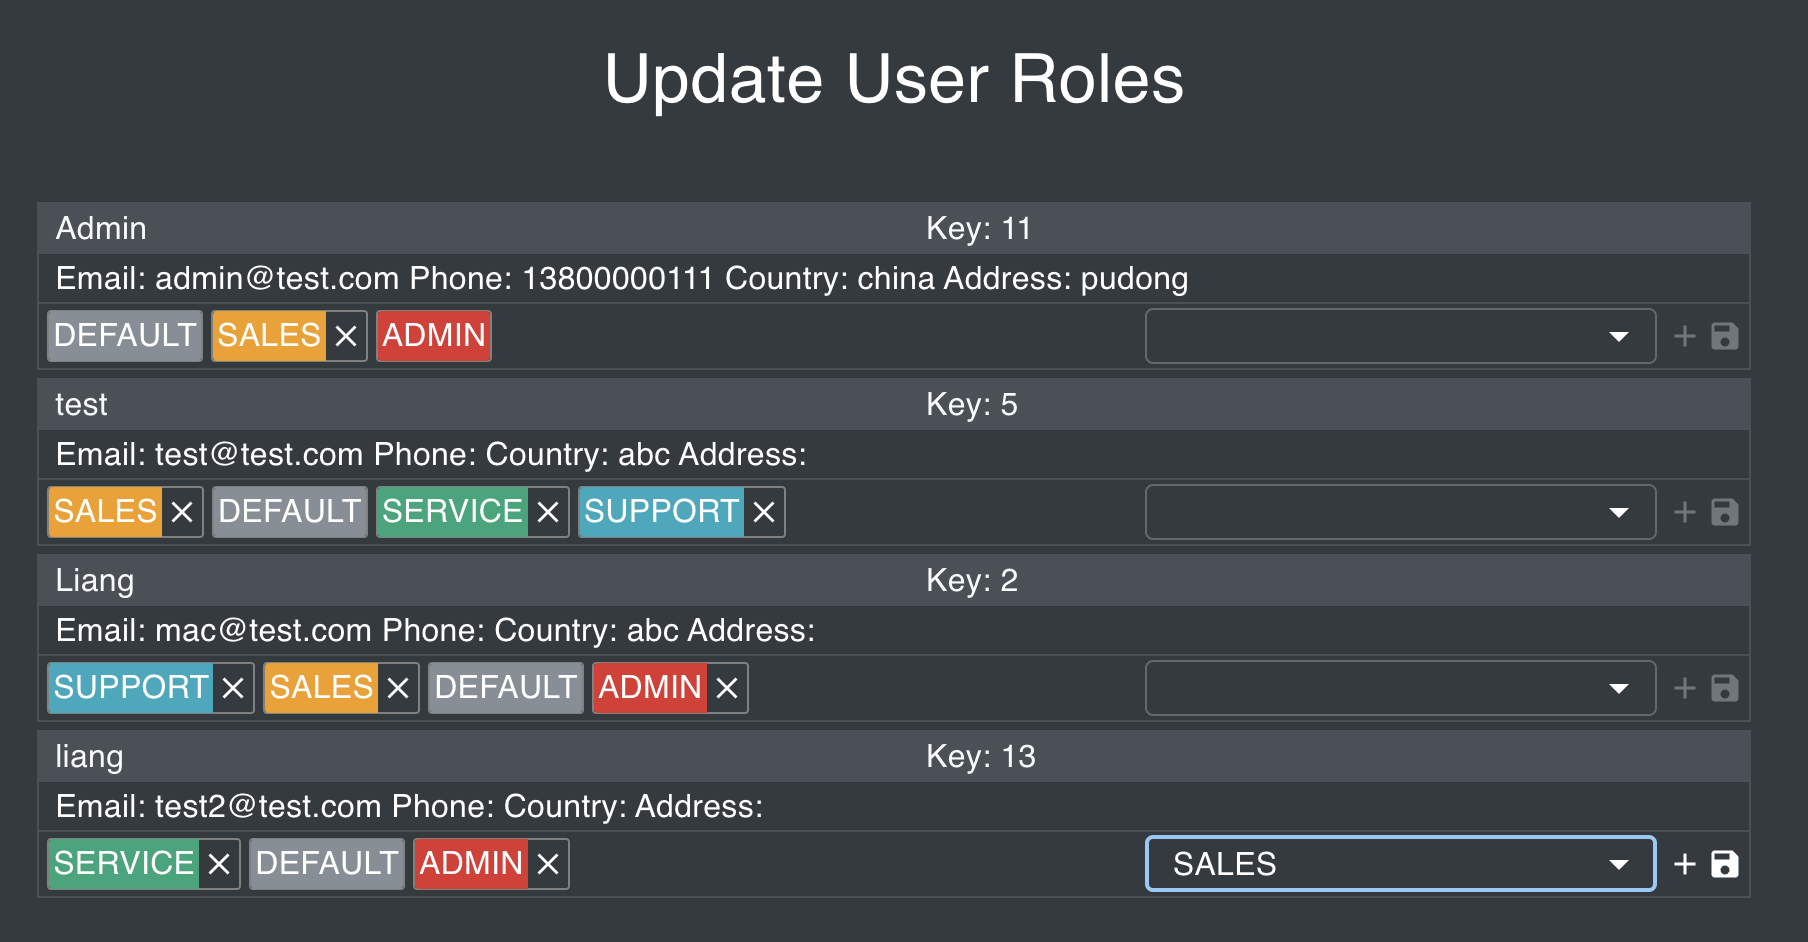 Update User Roles
Admin Key: 11
Email: admin@test.com Phone: 13800000111 Country: china Address: pudong
DEFAULT SALES ADMIN
test Key: 5
Email: test@test.com Phone: Country: abc Address:
SALES DEFAULT SERVICE SUPPORT
Liang Key: 2
Email: mac@test.com Phone: Country: abc Address:
SUPPORT SALES DEFAULT ADMIN
liang Key: 13
Email: test2@test.com Phone: Country: Address:
SERVICE DEFAULT ADMIN SALES